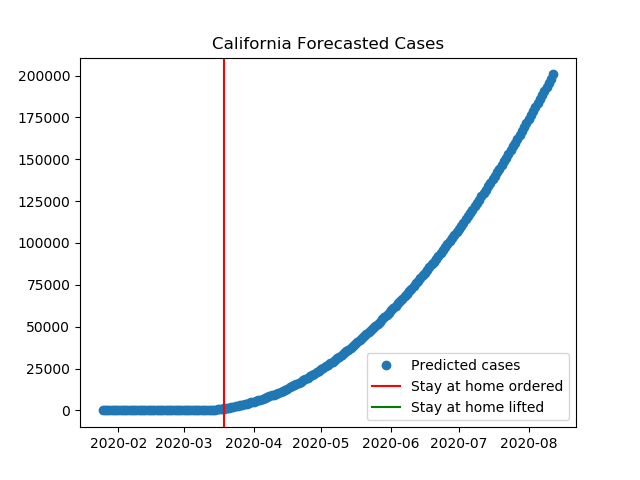 California Forecasted Cases
200000
175000
150000
125000
100000
75000
50000
25000
0
Predicted cases
Stay at home ordered
Stay at home lifted
2020-02 2020-03 2020-04 2020-05 2020-06 2020-07 2020-08